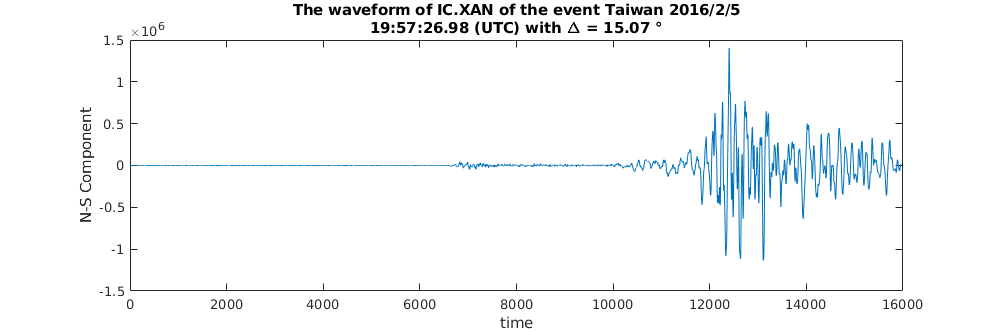 The waveform of IC.XAN of the event Taiwan 2016/2/5
19:57:26.98 (UTC) with Δ = 15.07 °
×10⁶
1.5
1
0.5
0
-0.5
-1
-1.5
N-S Component
0 2000 4000 6000 8000 10000 12000 14000 16000
time